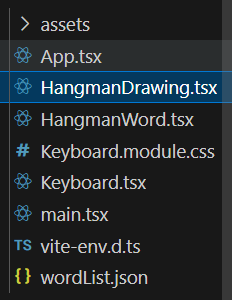 assets
App.tsx
HangmanDrawing.tsx
HangmanWord.tsx
# Keyboard.module.css
Keyboard.tsx
main.tsx
TS vite-env.d.ts
{} wordList.json